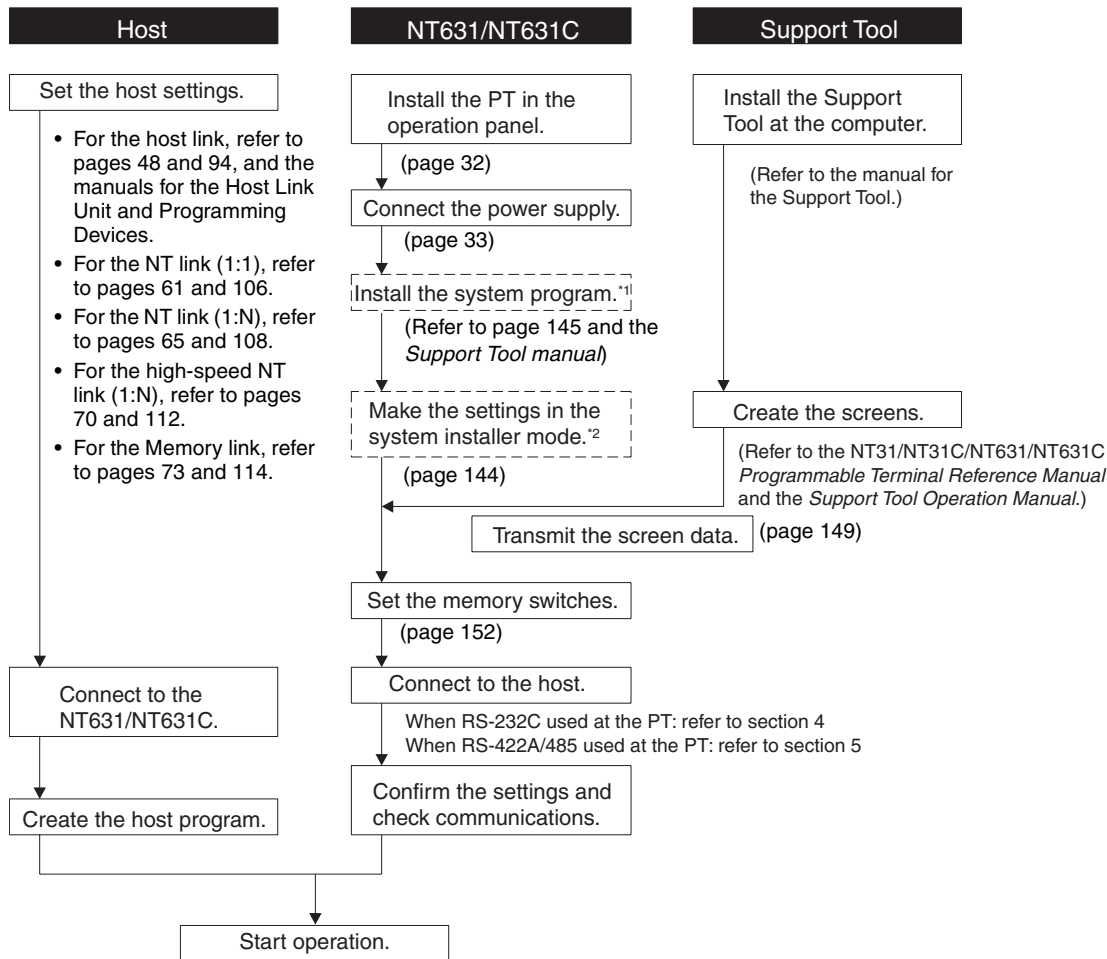 Host
NT631/NT631C
Support Tool
Set the host settings.
• For the host link, refer to
pages 48 and 94, and the
manuals for the Host Link
Unit and Programming
Devices.
• For the NT link (1:1), refer
to pages 61 and 106.
• For the NT link (1:N), refer
to pages 65 and 108.
• For the high-speed NT
link (1:N), refer to pages
70 and 112.
• For the Memory link, refer
to pages 73 and 114.
Connect to the
NT631/NT631C.
Create the host program.
Install the PT in the
operation panel.
(page 32)
Connect the power supply.
(page 33)
Install the system program.*1
(Refer to page 145 and the
Support Tool manual)
Make the settings in the
system installer mode.*2
(page 144)
Install the Support
Tool at the computer.
(Refer to the manual for
the Support Tool.)
Create the screens.
(Refer to the NT31/NT31C/NT631/NT631C
Programmable Terminal Reference Manual
and the Support Tool Operation Manual.)
Transmit the screen data. (page 149)
Set the memory switches.
(page 152)
Connect to the host.
When RS-232C used at the PT: refer to section 4
When RS-422A/485 used at the PT: refer to section 5
Confirm the settings and
check communications.
Start operation.